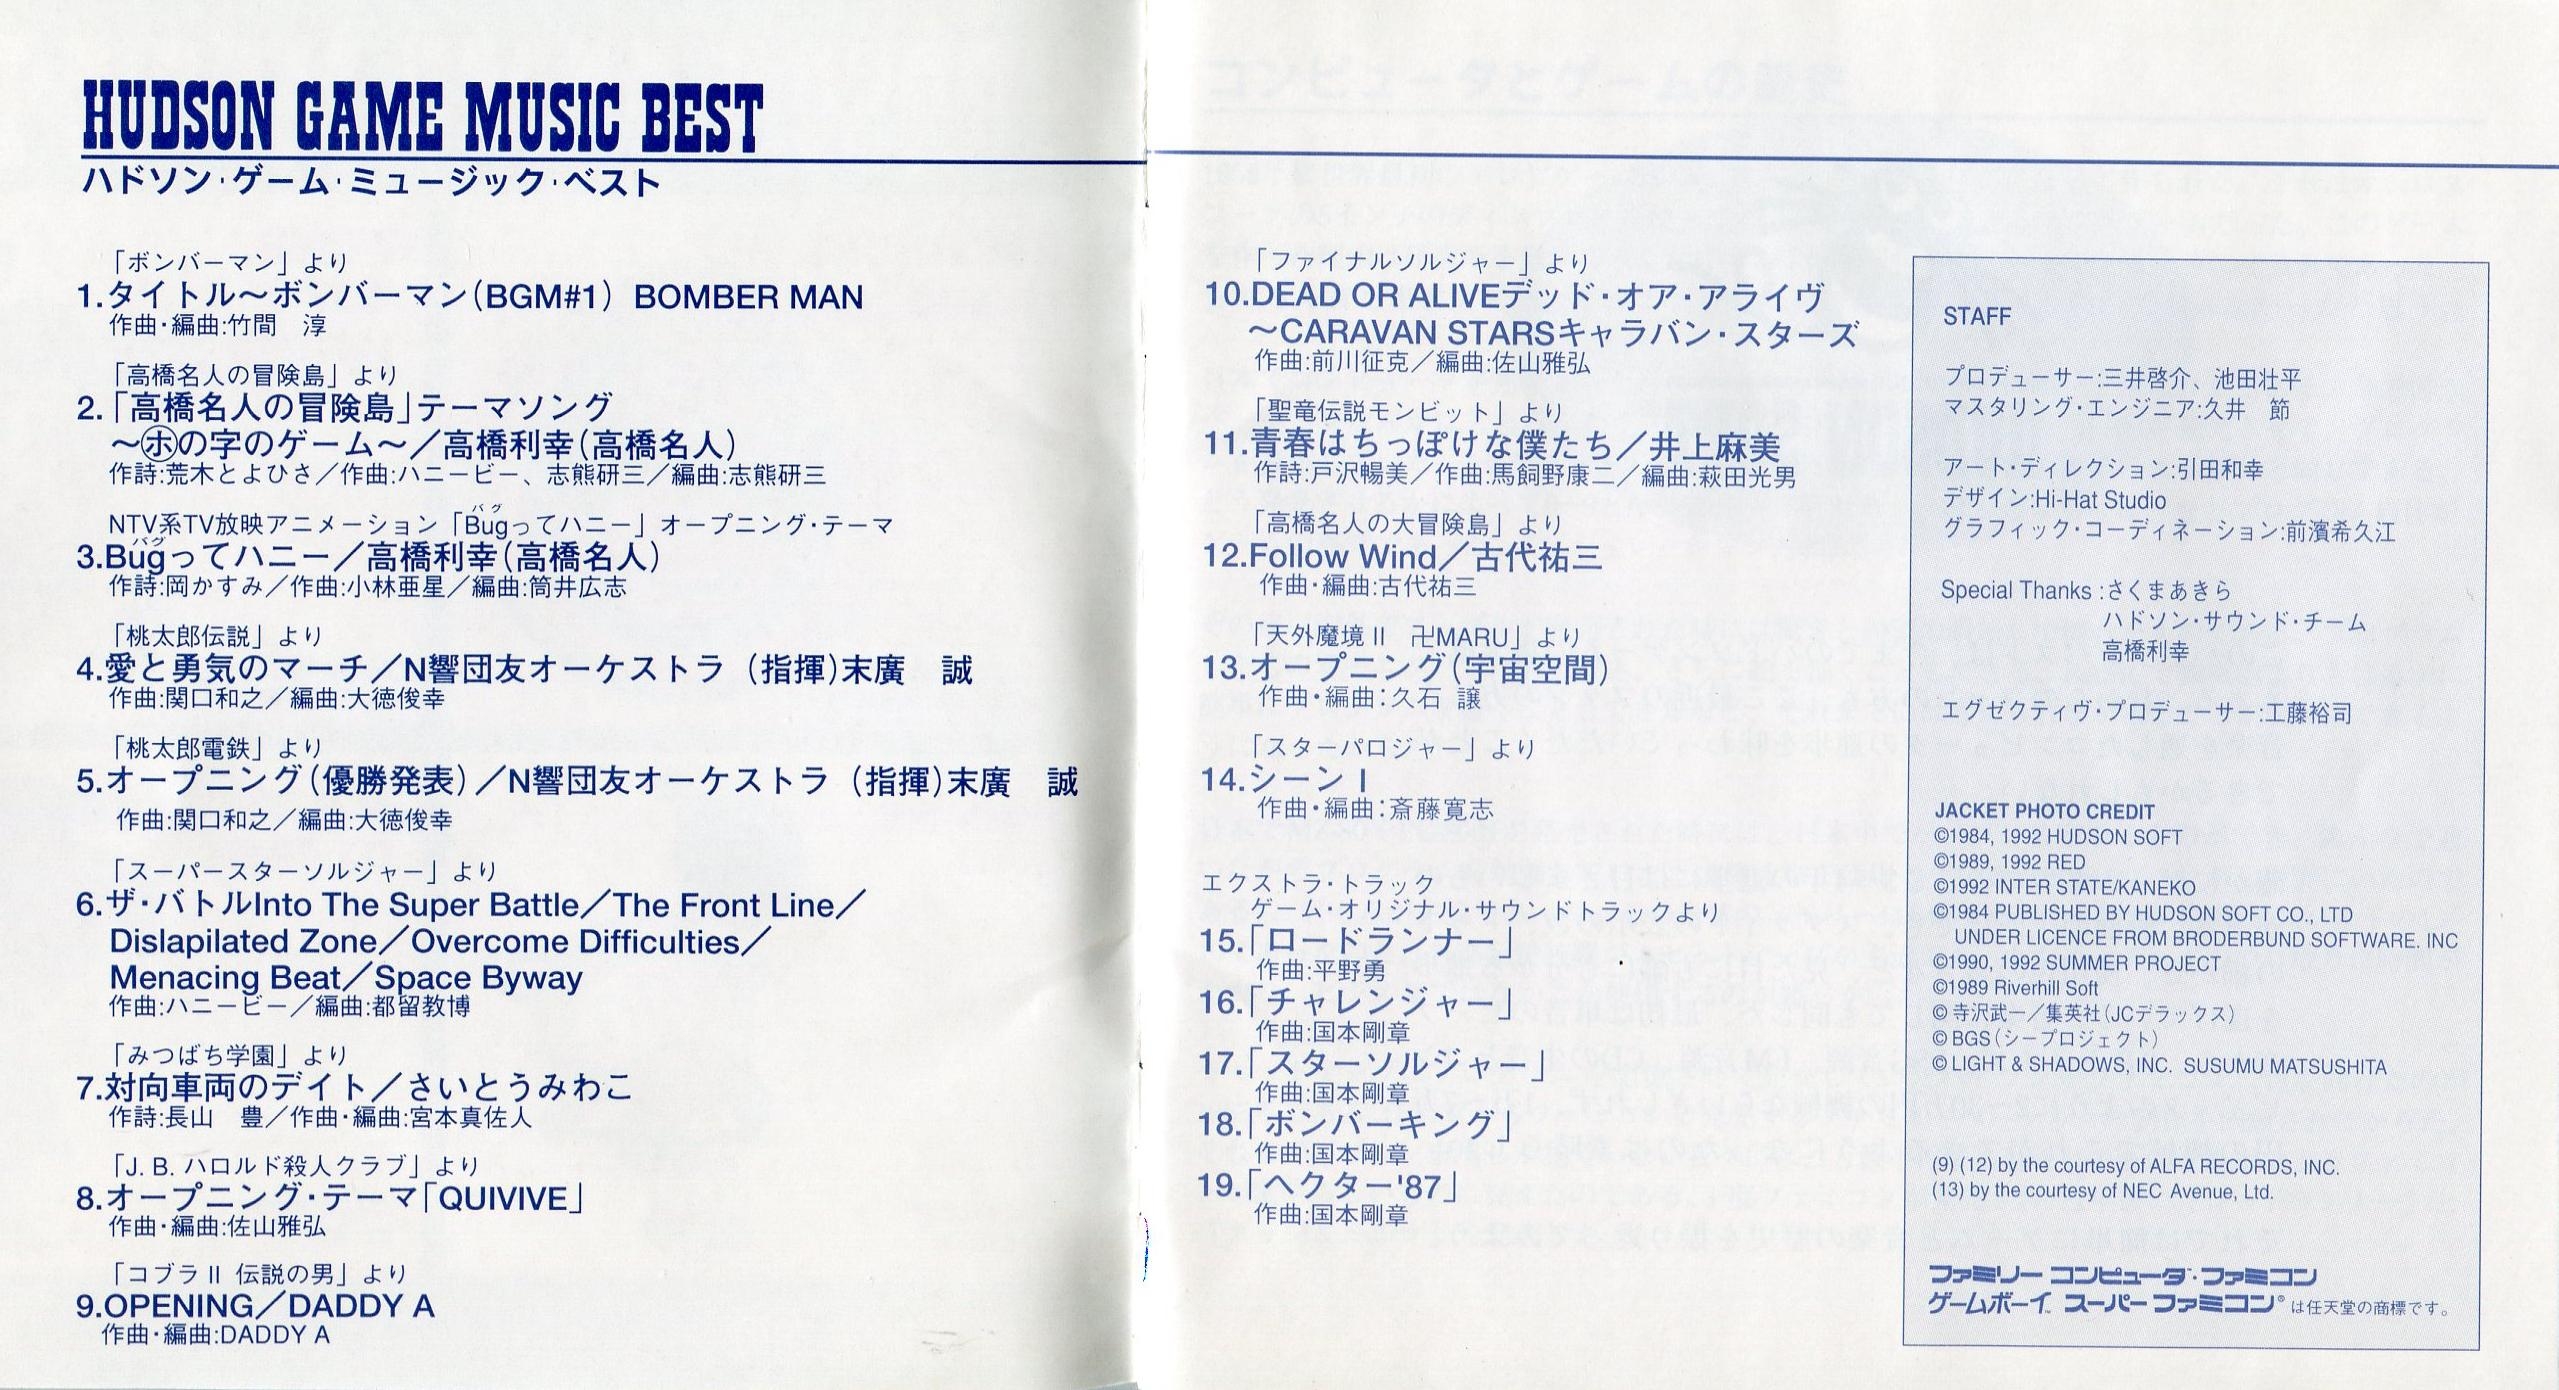 HUDSON GAME MUSIC BEST
ハドソン·ゲーム·ミュージック·ベスト
「ボンバーマン」より
1.タイトル～ボンバーマン(BGM#1) BOMBER MAN
作曲･編曲:竹間　淳
「高橋名人の冒険島」より
2.「高橋名人の冒険島」テーマソング
～㋭の字のゲーム～／高橋利幸(高橋名人)
作詩:荒木とよひさ／作曲:ハニービー、志熊研三／編曲:志熊研三
NTV系TV放映アニメーション「Bugってハニー」オープニング･テーマ
バグ
3.Bugってハニー／高橋利幸(高橋名人)
バグ
作詩:岡かすみ／作曲:小林亜星／編曲:筒井広志
「桃太郎伝説」より
4.愛と勇気のマーチ／N響団友オーケストラ (指揮)末廣　誠
作曲:関口和之／編曲:大徳俊幸
「桃太郎電鉄」より
5.オープニング(優勝発表)／N響団友オーケストラ (指揮)末廣　誠
作曲:関口和之／編曲:大徳俊幸
「スーパースターソルジャー」より
6.ザ･バトルInto The Super Battle／The Front Line／
Dislapilated Zone／Overcome Difficulties／
Menacing Beat／Space Byway
作曲:ハニービー／編曲:都留教博
「みつばち学園」より
7.対向車両のデイト／さいとうみわこ
作詩:長山　豊／作曲･編曲:宮本真佐人
「J. B. ハロルド殺人クラブ」より
8.オープニング･テーマ「QUIVIVE」
作曲･編曲:佐山雅弘
「コブラII 伝説の男」より
9.OPENING／DADDY A
作曲･編曲:DADDY A
「ファイナルソルジャー」より
10.DEAD OR ALIVEデッド･オア･アライヴ
～CARAVAN STARSキャラバン･スターズ
作曲:前川征克／編曲:佐山雅弘
「聖竜伝説モンビット」より
11.青春はちっぽけな僕たち／井上麻美
作詩:戸沢暢美／作曲:馬飼野康二／編曲:萩田光男
「高橋名人の大冒険島」より
12.Follow Wind／古代祐三
作曲･編曲:古代祐三
「天外魔境II　卍MARU」より
13.オープニング(宇宙空間)
作曲･編曲:久石 譲
「スターパロジャー」より
14.シーン I
作曲･編曲:斎藤寛志
エクストラ･トラック
ゲーム･オリジナル･サウンドトラックより
15.「ロードランナー」
作曲:平野勇
16.「チャレンジャー」
作曲:国本剛章
17.「スターソルジャー」
作曲:国本剛章
18.「ボンバーキング」
作曲:国本剛章
19.「ヘクター'87」
作曲:国本剛章
STAFF
プロデューサー:三井啓介、池田壮平
マスタリング･エンジニア:久井　節
アート･ディレクション:引田和幸
デザイン:Hi-Hat Studio
グラフィック･コーディネーション:前濱希久江
Special Thanks :さくまあきら
ハドソン･サウンド･チーム
高橋利幸
エグゼクティヴ･プロデューサー:工藤裕司
JACKET PHOTO CREDIT
©1984, 1992 HUDSON SOFT
©1989, 1992 RED
©1992 INTER STATE/KANEKO
©1984 PUBLISHED BY HUDSON SOFT CO., LTD
UNDER LICENCE FROM BRODERBUND SOFTWARE. INC
©1990, 1992 SUMMER PROJECT
©1989 Riverhill Soft
© 寺沢武一／集英社(JCデラックス)
© BGS(シープロジェクト)
© LIGHT & SHADOWS, INC. SUSUMU MATSUSHITA
(9) (12) by the courtesy of ALFA RECORDS, INC.
(13) by the courtesy of NEC Avenue, Ltd.
ファミリー コンピュータ™･ファミコン
ゲームボーイ™ スーパー ファミコン®は任天堂の商標です。